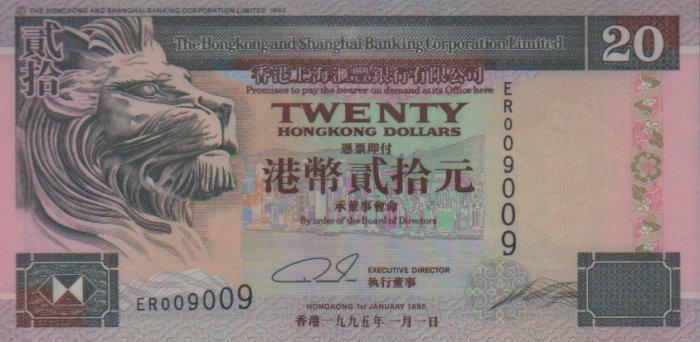 © THE HONGKONG AND SHANGHAI BANKING CORPORATION LIMITED 1993
貳拾
The Hongkong and Shanghai Banking Corporation Limited
20
香港上海滙豐銀行有限公司
Promises to pay the bearer on demand at its Office here
TWENTY
HONGKONG DOLLARS
憑票即付
港幣貳拾元
承董事會命
By order of the Board of Directors
ER009009
EXECUTIVE DIRECTOR
執行董事
ER009009
HONGKONG 1st JANUARY 1995
香港一九九五年一月一日